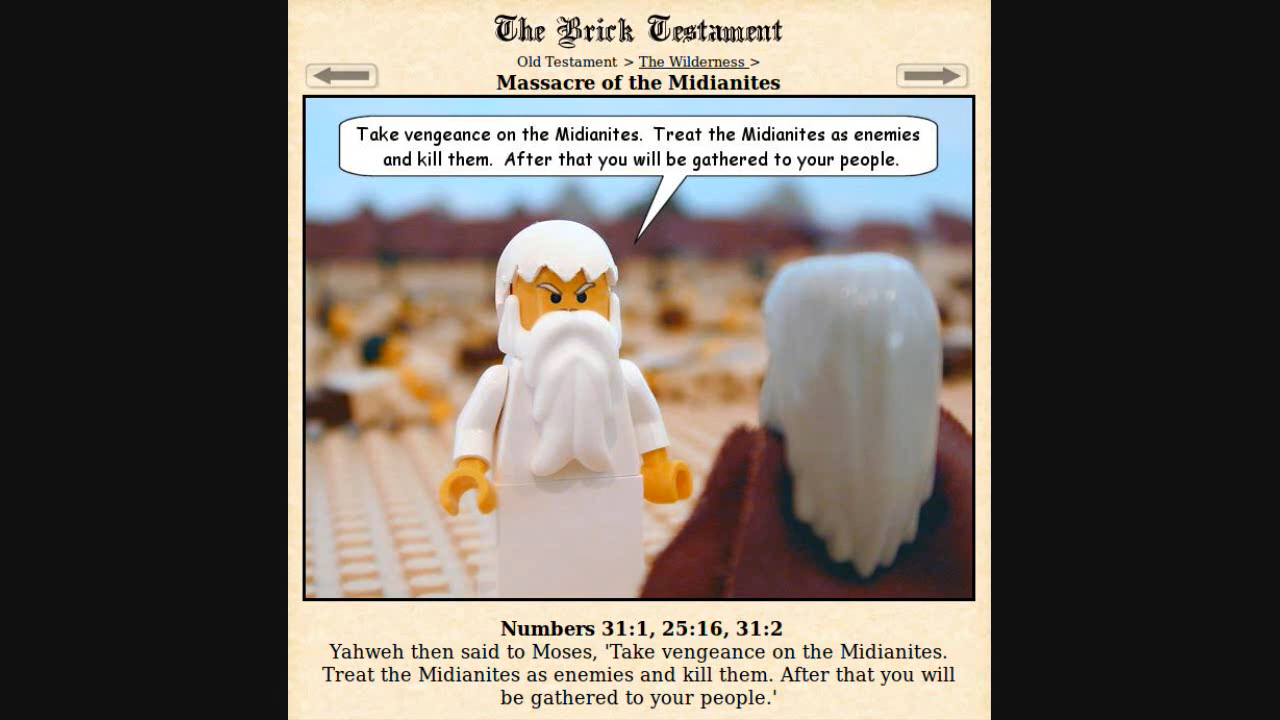 The Brick Testament
Old Testament > The Wilderness >
Massacre of the Midianites
Take vengeance on the Midianites. Treat the Midianites as enemies
and kill them. After that you will be gathered to your people.
Numbers 31:1, 25:16, 31:2
Yahweh then said to Moses, 'Take vengeance on the Midianites.
Treat the Midianites as enemies and kill them. After that you will
be gathered to your people.'